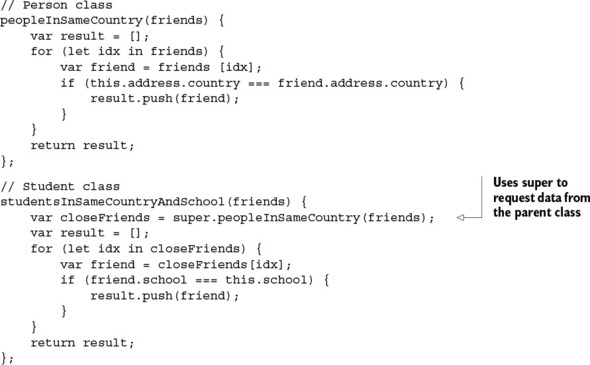 // Person class
peopleInSameCountry(friends) {
    var result = [];
    for (let idx in friends) {
        var friend = friends [idx];
        if (this.address.country === friend.address.country) {
            result.push(friend);
        }
    }
    return result;
};
// Student class
studentsInSameCountryAndSchool(friends) {
    var closeFriends = super.peopleInSameCountry(friends);
    var result = [];
    for (let idx in closeFriends) {
        var friend = closeFriends[idx];
        if (friend.school === this.school) {
            result.push(friend);
        }
    }
    return result;
};
Uses super to
request data from
the parent class